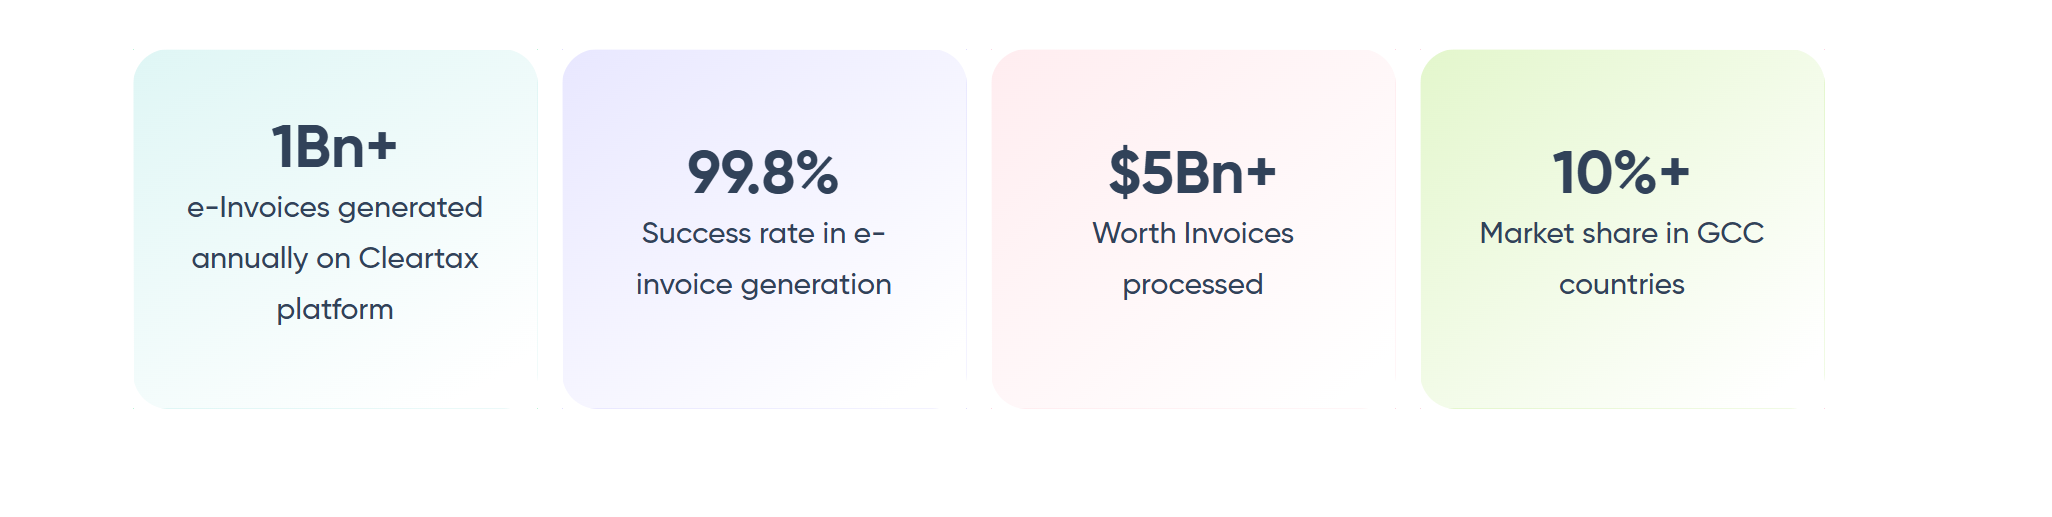 1Bn+
e-Invoices generated
annually on Cleartax
platform
99.8%
Success rate in e-
invoice generation
$5Bn+
Worth Invoices
processed
10%+
Market share in GCC
countries